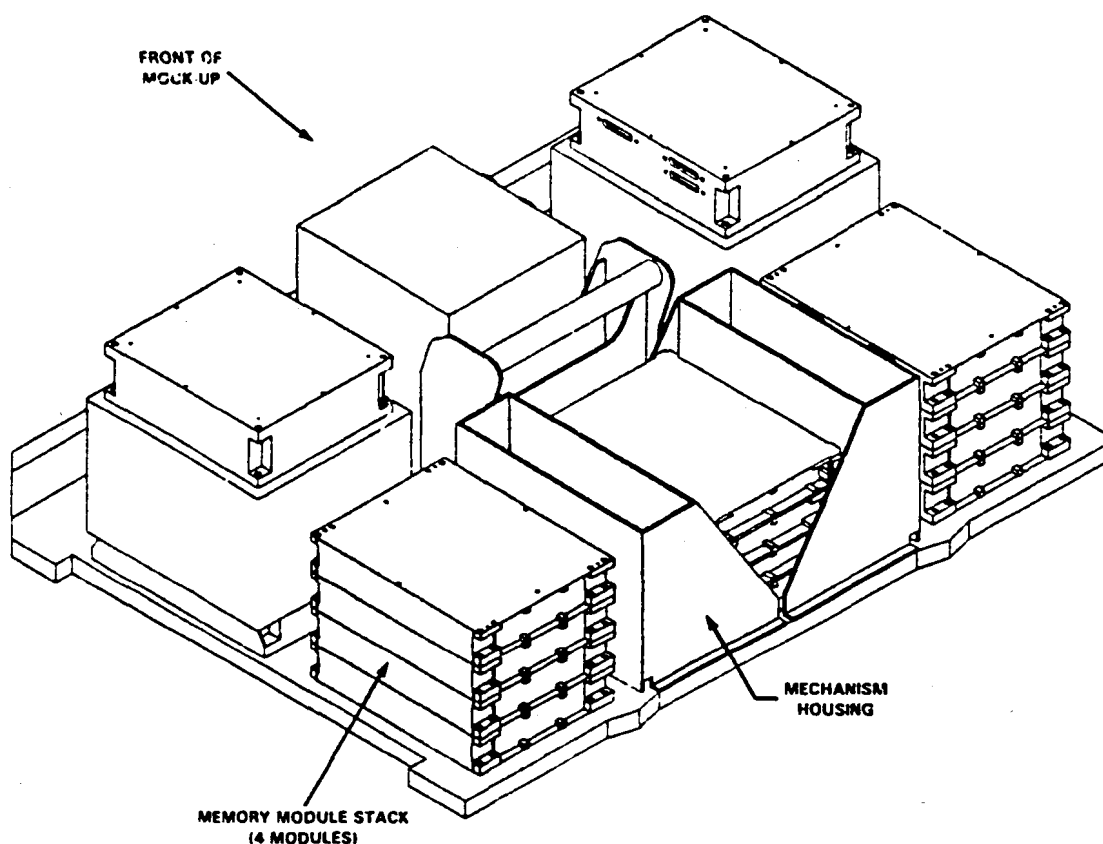 FRONT OF
MOCK-UP
MECHANISM
HOUSING
MEMORY MODULE STACK
(4 MODULES)